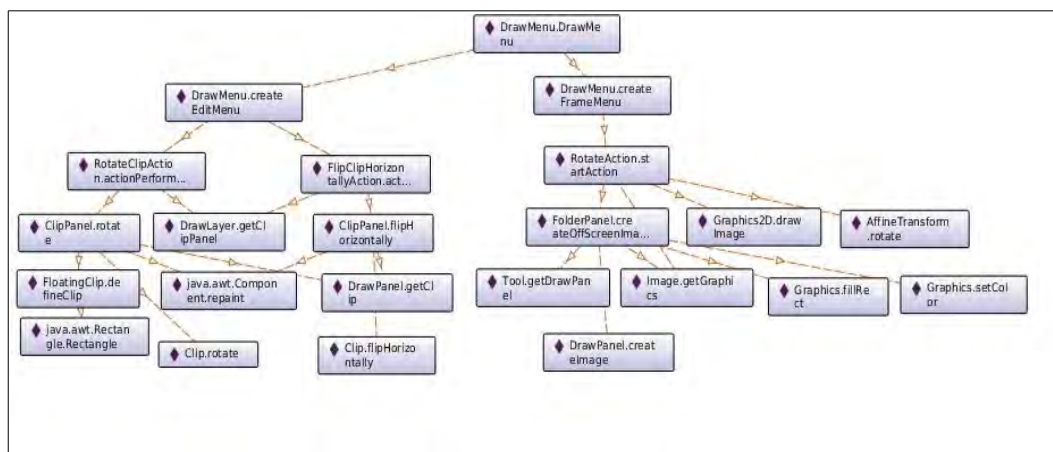 DrawMenu.DrawMe
nu
DrawMenu.create
EditMenu
DrawMenu.create
FrameMenu
RotateClipActio
n.actionPerform...
FlipClipHorizon
tallyAction.act...
RotateAction.st
artAction
ClipPanel.rotat
e
DrawLayer.getCl
ipPanel
ClipPanel.flipH
orizontally
FolderPanel.cre
ateOffScreenIma...
Graphics2D.draw
Image
AffineTransform
.rotate
FloatingClip.de
fineClip
java.awt.Compo
nent.repaint
DrawPanel.getCl
ip
Tool.getDrawPan
el
Image.getGraphi
cs
Graphics.fillRe
ct
Graphics.setCol
or
java.awt.Rectan
gle.Rectangle
Clip.rotate
Clip.flipHorizo
ntally
DrawPanel.creat
eImage